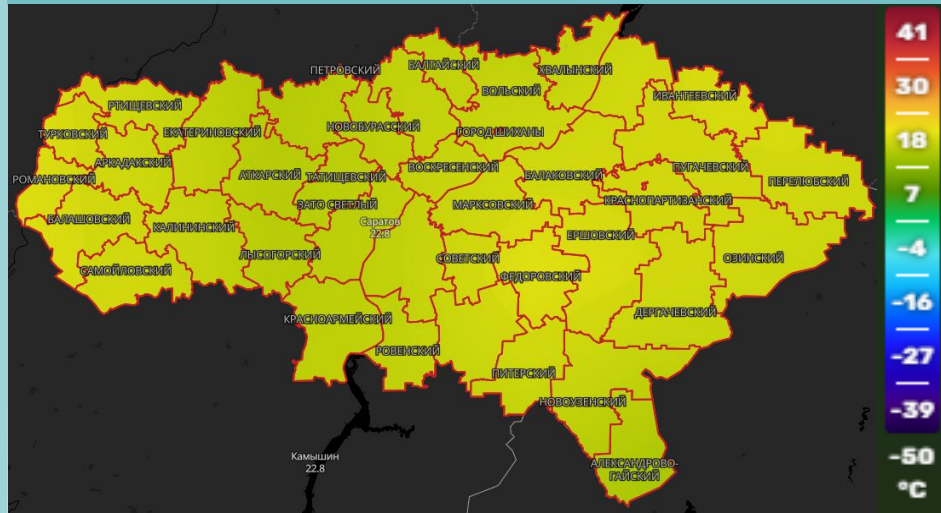 ПЕТРОВСКИЙ
БАЛТАЙСКИЙ
ХВАЛЫНСКИЙ
ВОЛЬСКИЙ
ИВАНТЕЕВСКИЙ
РТИЩЕВСКИЙ
ТУРКОВСКИЙ
ЕКАТЕРИНОВСКИЙ
НОВОБУРАССКИЙ
ГОРОД ШИХАНЫ
АРКАДАКСКИЙ
ВОСКРЕСЕНСКИЙ
ПУГАЧЕВСКИЙ
РОМАНОВСКИЙ
АТКАРСКИЙ
ТАТИЩЕВСКИЙ
БАЛАКОВСКИЙ
ПЕРЕЛЮБСКИЙ
ЗАТО СВЕТЛЫЙ
МАРКСОВСКИЙ
КРАСНОПАРТИЗАНСКИЙ
БАЛАШОВСКИЙ
КАЛИНИНСКИЙ
Саратов
22.8
ЕРШОВСКИЙ
ЛЫСОГОРСКИЙ
СОВЕТСКИЙ
ОЗИНСКИЙ
САМОЙЛОВСКИЙ
ФЕДОРОВСКИЙ
КРАСНОАРМЕЙСКИЙ
ДЕРГАЧЕВСКИЙ
РОВЕНСКИЙ
ПИТЕРСКИЙ
НОВОУЗЕНСКИЙ
Камышин
22.8
АЛЕКСАНДРОВО-
ГАЙСКИЙ
41
30
18
7
-4
-16
-27
-39
-50
°C